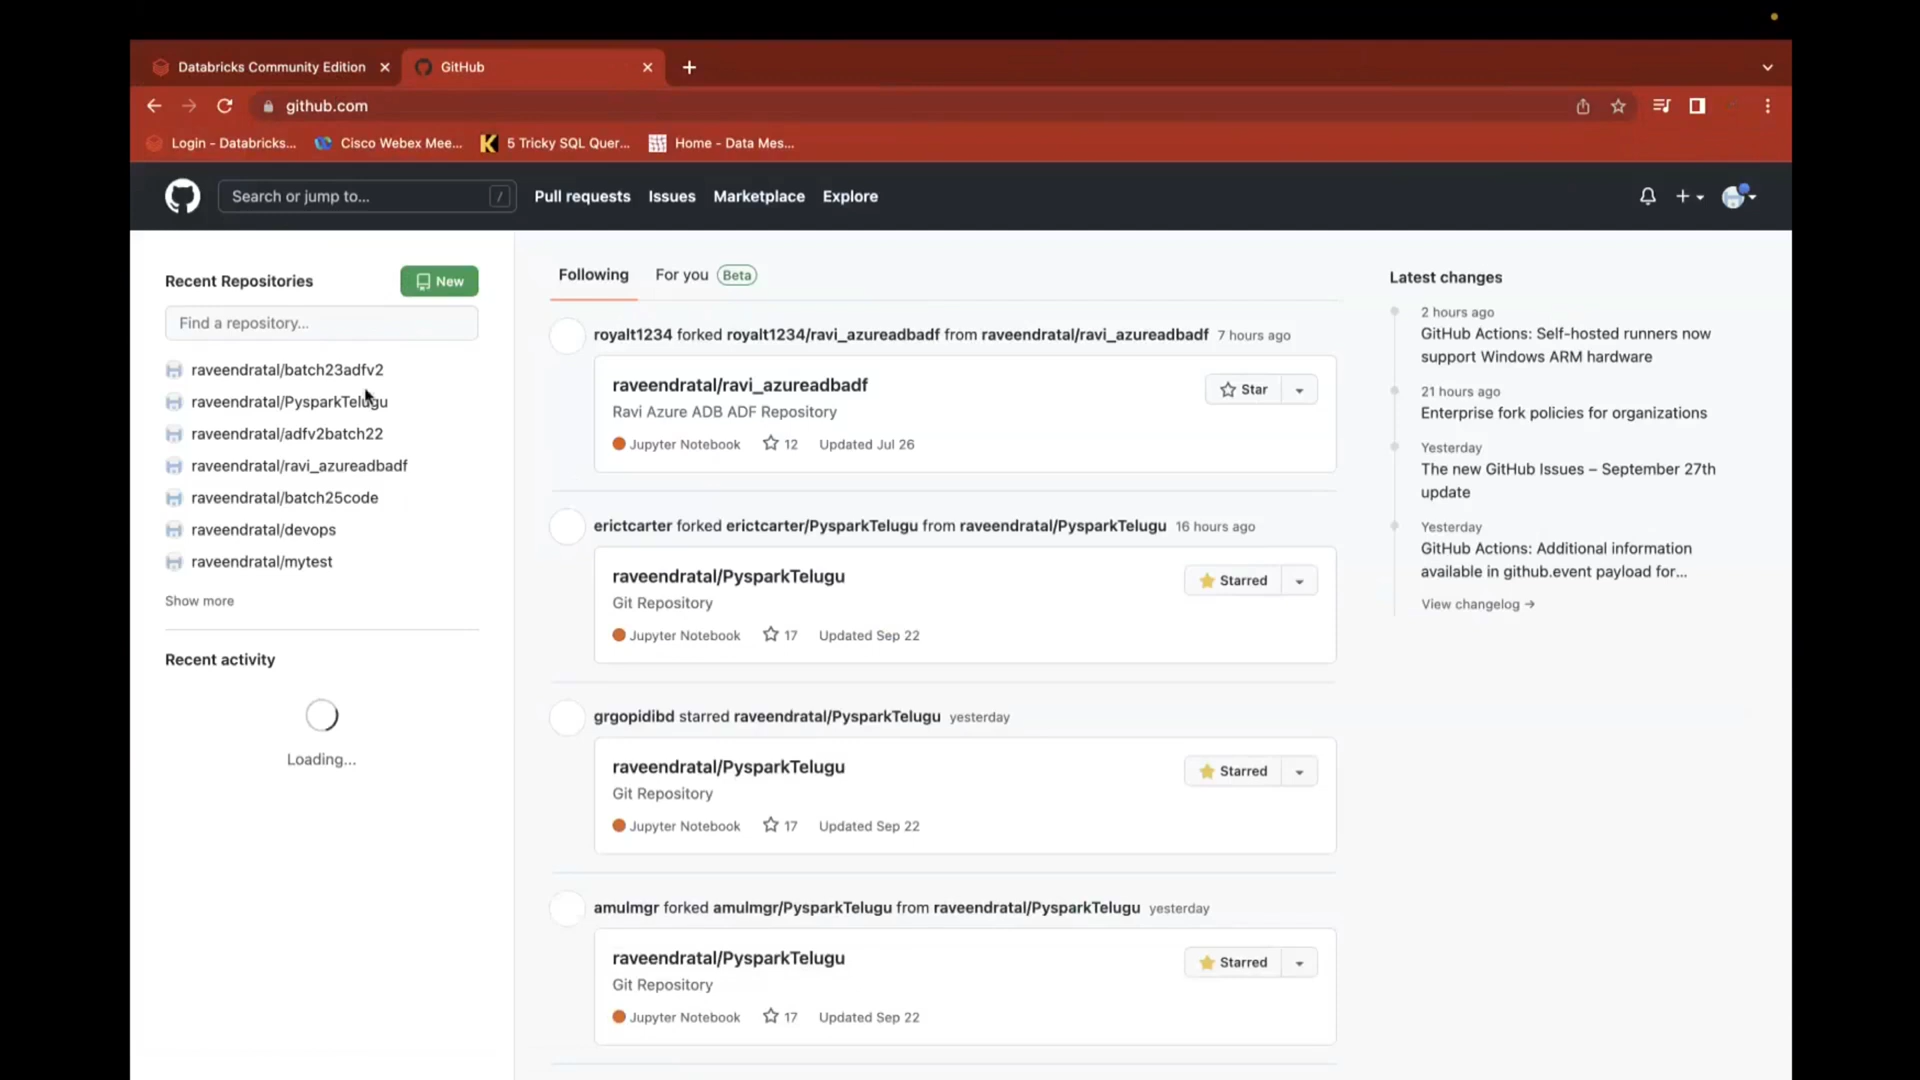 Databricks Community Edition
GitHub
github.com
Login - Databricks...
Cisco Webex Mee...
5 Tricky SQL Quer...
Home - Data Mes...
Search or jump to...
/
Pull requests
Issues
Marketplace
Explore
Recent Repositories
New
Find a repository...
raveendratal/batch23adfv2
raveendratal/PysparkTelugu
raveendratal/adfv2batch22
raveendratal/ravi_azureadbadf
raveendratal/batch25code
raveendratal/devops
raveendratal/mytest
Show more
Recent activity
Loading...
Following
For you Beta
royalt1234 forked royalt1234/ravi_azureadbadf from raveendratal/ravi_azureadbadf 7 hours ago
raveendratal/ravi_azureadbadf
Star
Ravi Azure ADB ADF Repository
Jupyter Notebook 12 Updated Jul 26
erictcarter forked erictcarter/PysparkTelugu from raveendratal/PysparkTelugu 16 hours ago
raveendratal/PysparkTelugu
Starred
Git Repository
Jupyter Notebook 17 Updated Sep 22
grgopidibd starred raveendratal/PysparkTelugu yesterday
raveendratal/PysparkTelugu
Starred
Git Repository
Jupyter Notebook 17 Updated Sep 22
amulmgr forked amulmgr/PysparkTelugu from raveendratal/PysparkTelugu yesterday
raveendratal/PysparkTelugu
Starred
Git Repository
Jupyter Notebook 17 Updated Sep 22
Latest changes
2 hours ago
GitHub Actions: Self-hosted runners now
support Windows ARM hardware
21 hours ago
Enterprise fork policies for organizations
Yesterday
The new GitHub Issues – September 27th
update
Yesterday
GitHub Actions: Additional information
available in github.event payload for...
View changelog →